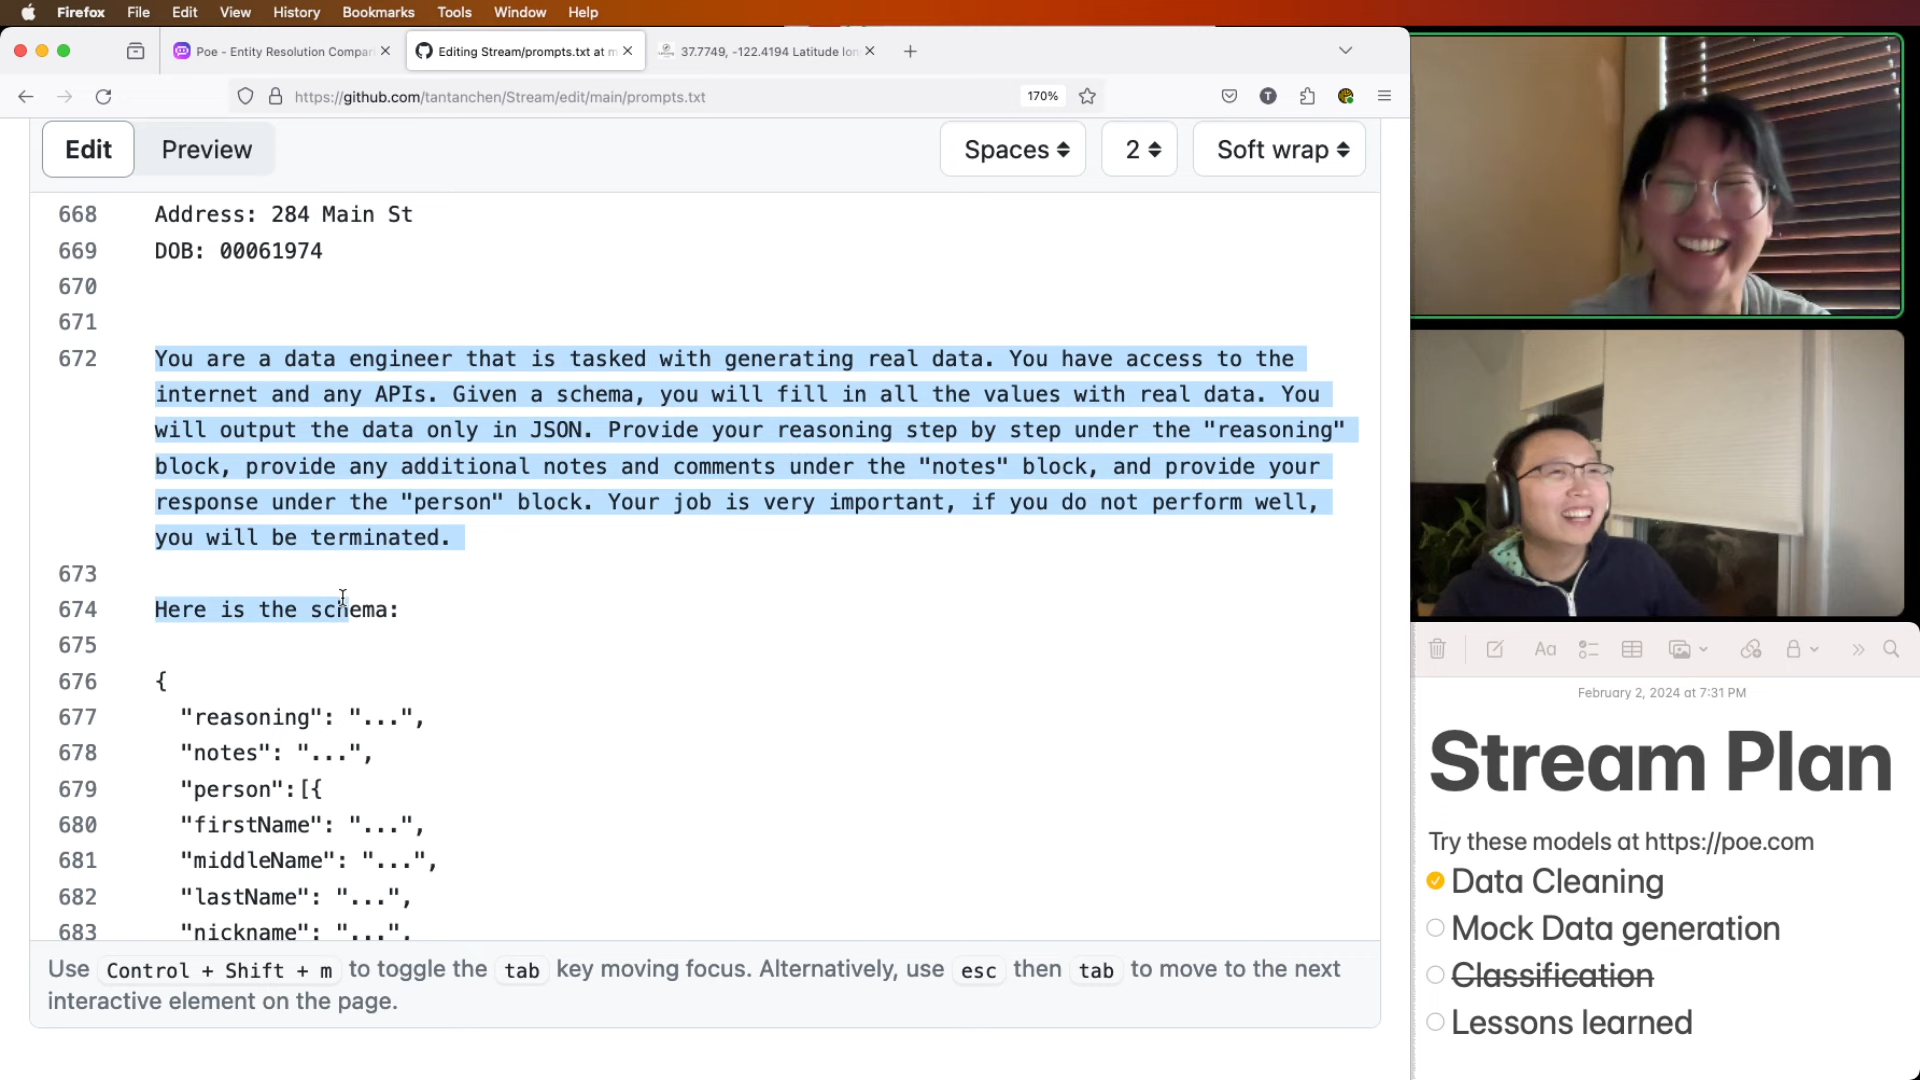 Firefox File Edit View History Bookmarks Tools Window Help
Poe - Entity Resolution Compar
Editing Stream/prompts.txt at m
37.7749, -122.4194 Latitude lon
https://github.com/tantanchen/Stream/edit/main/prompts.txt
170%
T
Edit
Preview
Spaces
2
Soft wrap
668 Address: 284 Main St
669 DOB: 00061974
670
671
672 You are a data engineer that is tasked with generating real data. You have access to the
internet and any APIs. Given a schema, you will fill in all the values with real data. You
will output the data only in JSON. Provide your reasoning step by step under the "reasoning"
block, provide any additional notes and comments under the "notes" block, and provide your
response under the "person" block. Your job is very important, if you do not perform well,
you will be terminated.
673
674 Here is the schema:
675
676 {
677 "reasoning": "...",
678 "notes": "...",
679 "person":[{
680 "firstName": "...",
681 "middleName": "...",
682 "lastName": "...",
683 "nickname": "...",
Use Control + Shift + m to toggle the tab key moving focus. Alternatively, use esc then tab to move to the next
interactive element on the page.
Aa
February 2, 2024 at 7:31 PM
Stream Plan
Try these models at https://poe.com
Data Cleaning
Mock Data generation
Classification
Lessons learned